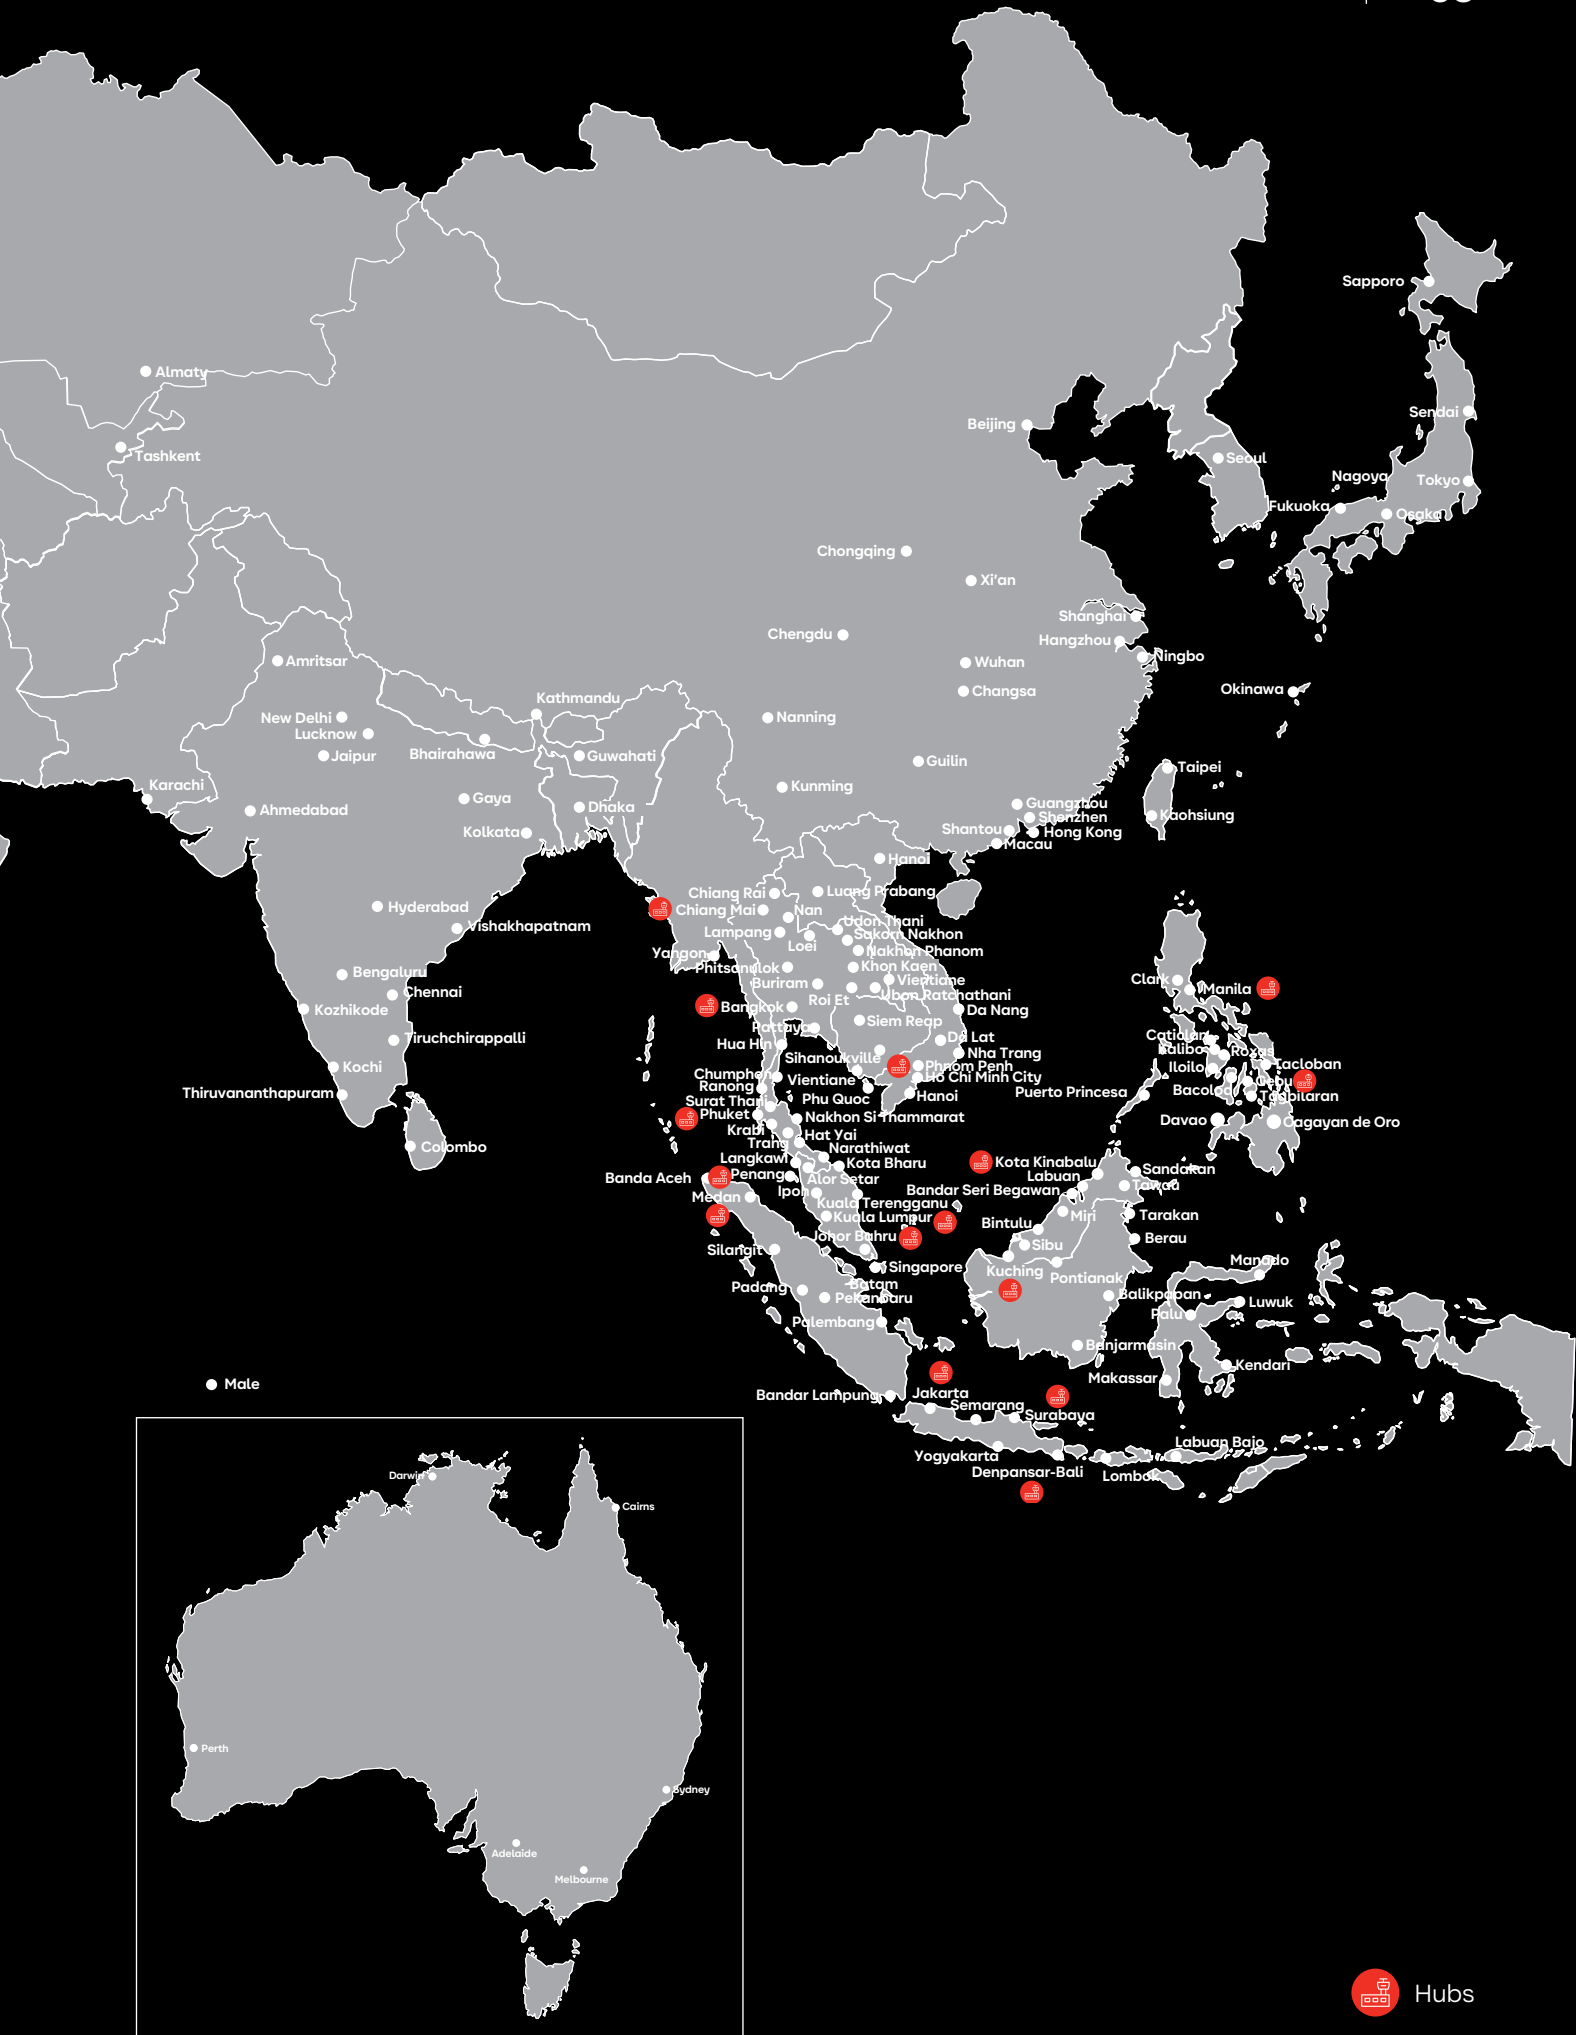 Sapporo
Almaty
Sendai
Beijing
Tashkent
Seoul
Nagoya
Tokyo
Fukuoka
Osaka
Chongqing
Xi'an
Shanghai
Chengdu
Hangzhou
Ningbo
Amritsar
Wuhan
Okinawa
Changsa
Kathmandu
New Delhi
Nanning
Lucknow
Bhairahawa
Jaipur
Guwahati
Guilin
Taipei
Karachi
Kunming
Gaya
Guangzhou
Ahmedabad
Dhaka
Shenzhen
Kaohsiung
Kolkata
Shantou
Hong Kong
Macau
Hanoi
Chiang Rai
Luang Prabang
Hyderabad
Chiang Mai
Nan
Udon Thani
Vishakhapatnam
Lampang
Sakorn Nakhon
Loei
Yangon
Nakhon Phanom
Phitsanulok
Khon Kaen
Bengaluru
Clark
Vientiane
Buriram
Manila
Chennai
Roi Et
Ubon Ratchathani
Kozhikode
Bangkok
Da Nang
Siem Reap
Pattaya
Tiruchchirappalli
Da Lat
Caticlan
Hua Hin
Kalibo
Roxas
Sihanoukville
Nha Trang
Tacloban
Kochi
Phnom Penh
Iloilo
Chumphon
Vientiane
Ho Chi Minh City
Cebu
Ranong
Bacolod
Thiruvananthapuram
Puerto Princesa
Surat Thani
Phu Quoc
Hanoi
Tagbilaran
Phuket
Nakhon Si Thammarat
Davao
Cagayan de Oro
Krabi
Hat Yai
Trang
Colombo
Narathiwat
Langkawi
Kota Bharu
Kota Kinabalu
Sandakan
Banda Aceh
Penang
Alor Setar
Labuan
Tawau
Medan
Ipoh
Bandar Seri Begawan
Kuala Terengganu
Kuala Lumpur
Miri
Tarakan
Bintulu
Johor Bahru
Berau
Silangit
Sibu
Singapore
Kuching
Manado
Pontianak
Batam
Padang
Pekanbaru
Balikpapan
Luwuk
Palu
Palembang
Banjarmasin
Kendari
Makassar
Male
Bandar Lampung
Jakarta
Semarang
Surabaya
Labuan Bajo
Yogyakarta
Denpansar-Bali
Lombok
Darwin
Cairns
Perth
Sydney
Adelaide
Melbourne
Hubs